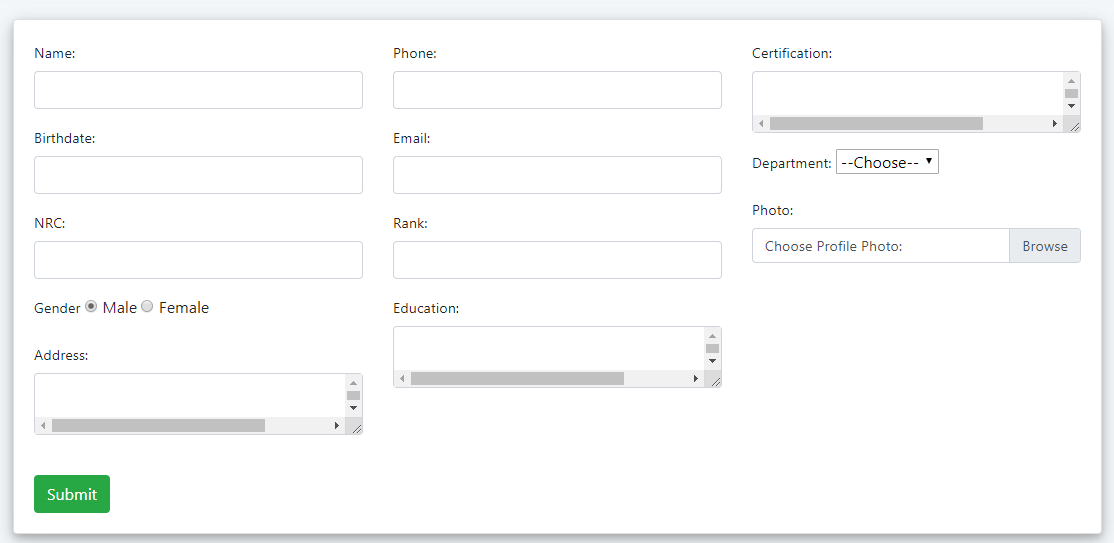 Name:
Birthdate:
NRC:
Gender Male Female
Address:
Submit
Phone:
Email:
Rank:
Education:
Certification:
Department: --Choose--
Photo:
Choose Profile Photo: Browse